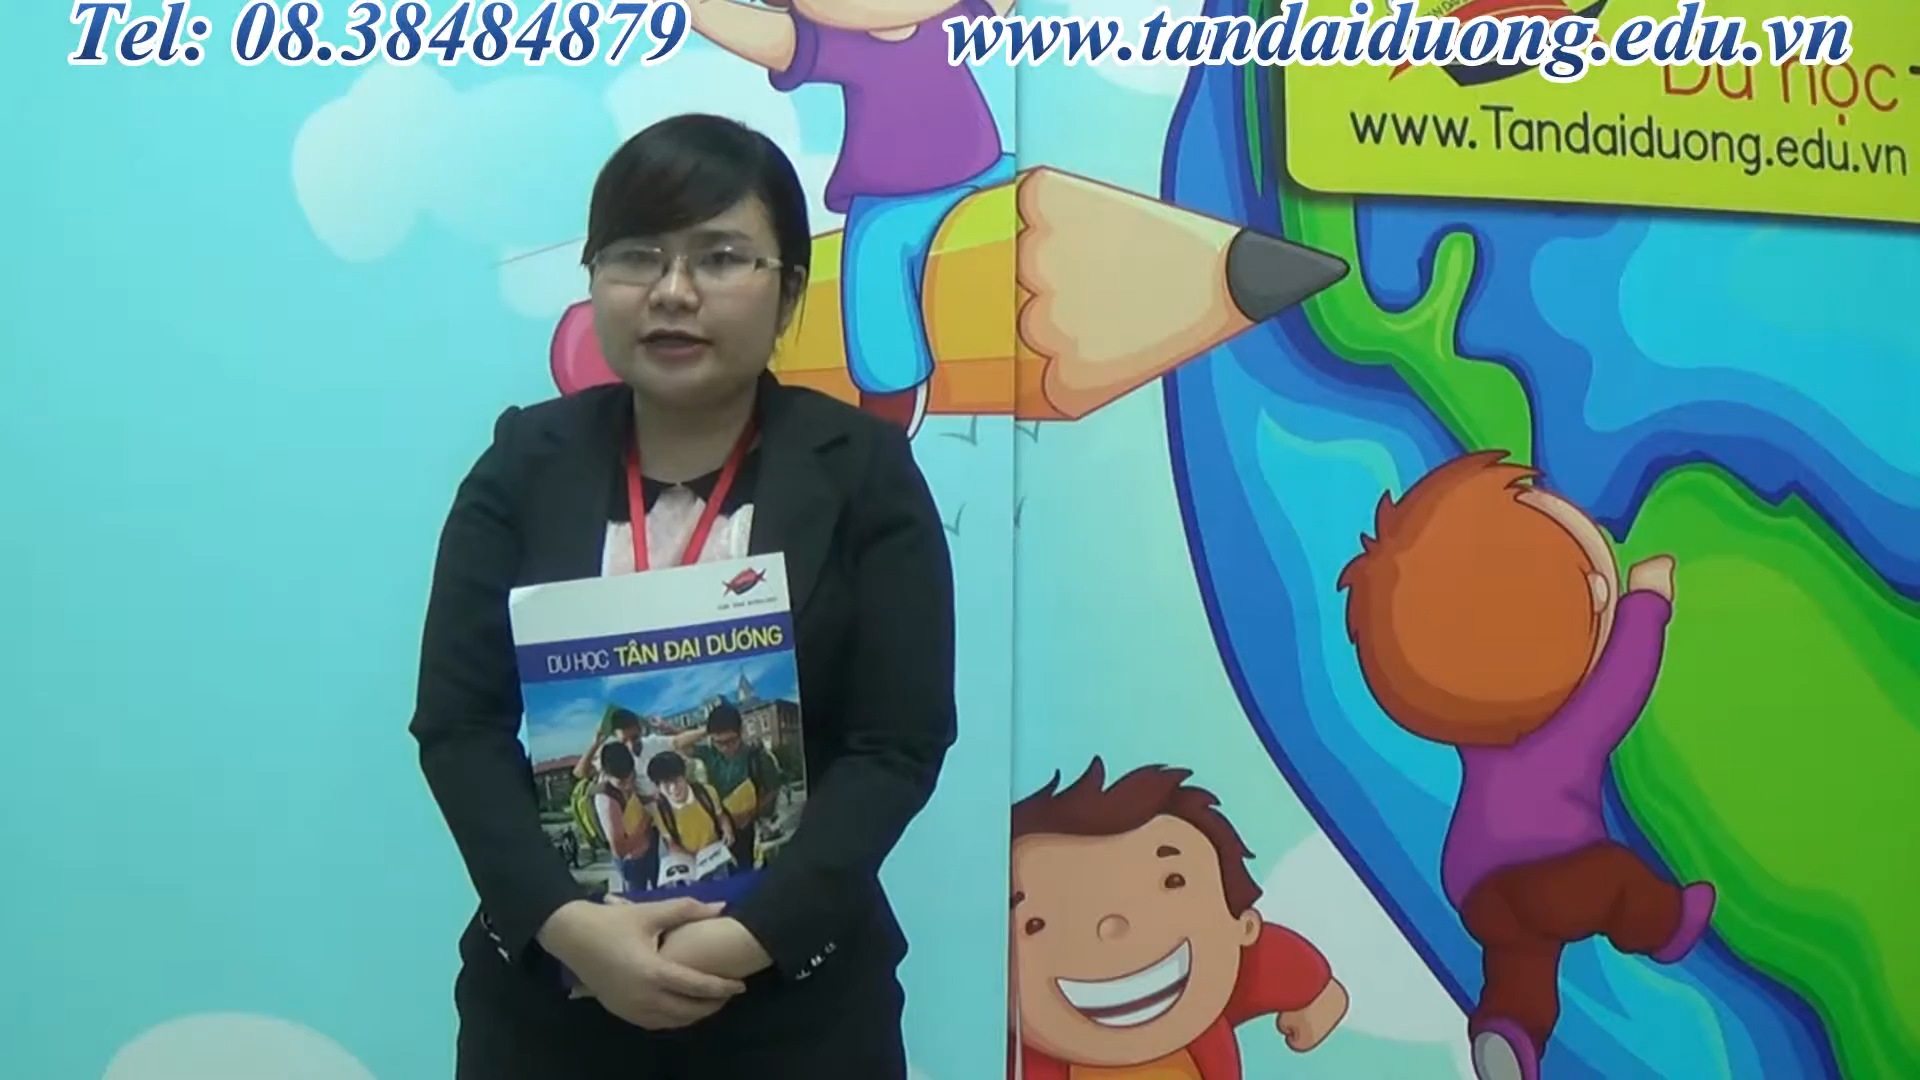 Tel: 08.38484879
www.tandaiduong.edu.vn
Du học
www.Tandaiduong.edu.vn
DU HỌC TÂN ĐẠI DƯƠNG